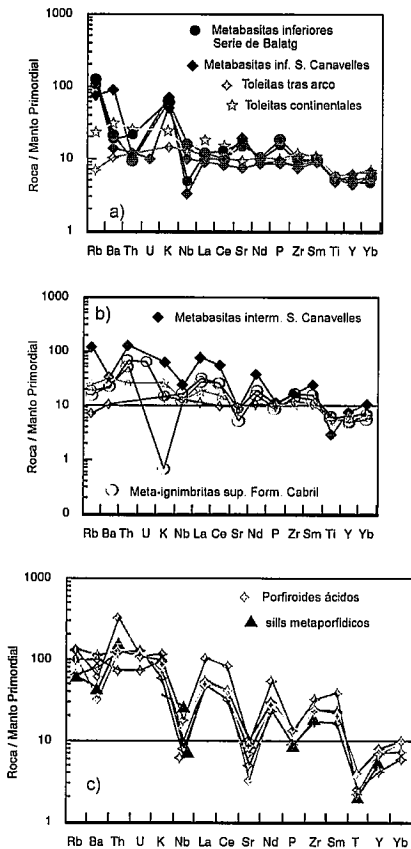 1000
Metabasitas inferiores
Serie de Balatg
Metabasitas inf. S. Canavelles
Toleitas tras arco
Toleitas continentales
100
10
1
Roca / Manto Primordial
a)
Rb Ba Th U K Nb La Ce Sr Nd P Zr Sm Ti Y Yb
b)
1000
Metabasitas interm. S. Canavelles
100
10
1
0
Roca / Manto Primordial
Meta-ignimbritas sup. Form. Cabril
Rb Ba Th U K Nb La Ce Sr Nd P Zr Sm Ti Y Yb
1000
Porfiroides ácidos
sills metaporfídicos
100
10
1
Roca / Manto Primordial
c)
Rb Ba Th U K Nb La Ce Sr Nd P Zr Sm T Y Yb